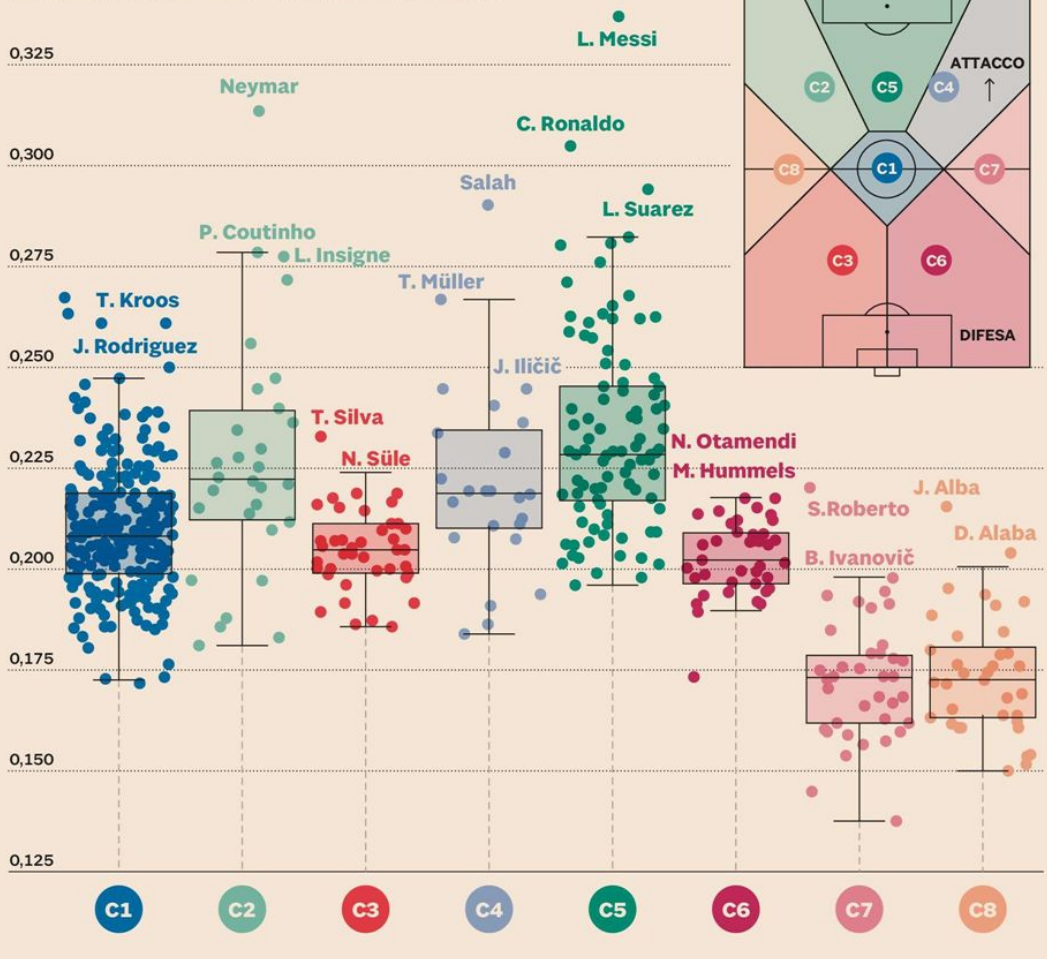 0,325
0,300
0,275
0,250
0,225
0,200
0,175
0,150
0,125
L. Messi
Neymar
C. Ronaldo
Salah
L. Suarez
P. Coutinho
L. Insigne
T. Müller
T. Kroos
J. Rodriguez
J. Iličič
T. Silva
N. Süle
N. Otamendi
M. Hummels
J. Alba
S.Roberto
D. Alaba
B. Ivanovič
ATTACCO
C2
C5
C4
C8
C1
C7
C3
C6
DIFESA
C1
C2
C3
C4
C5
C6
C7
C8